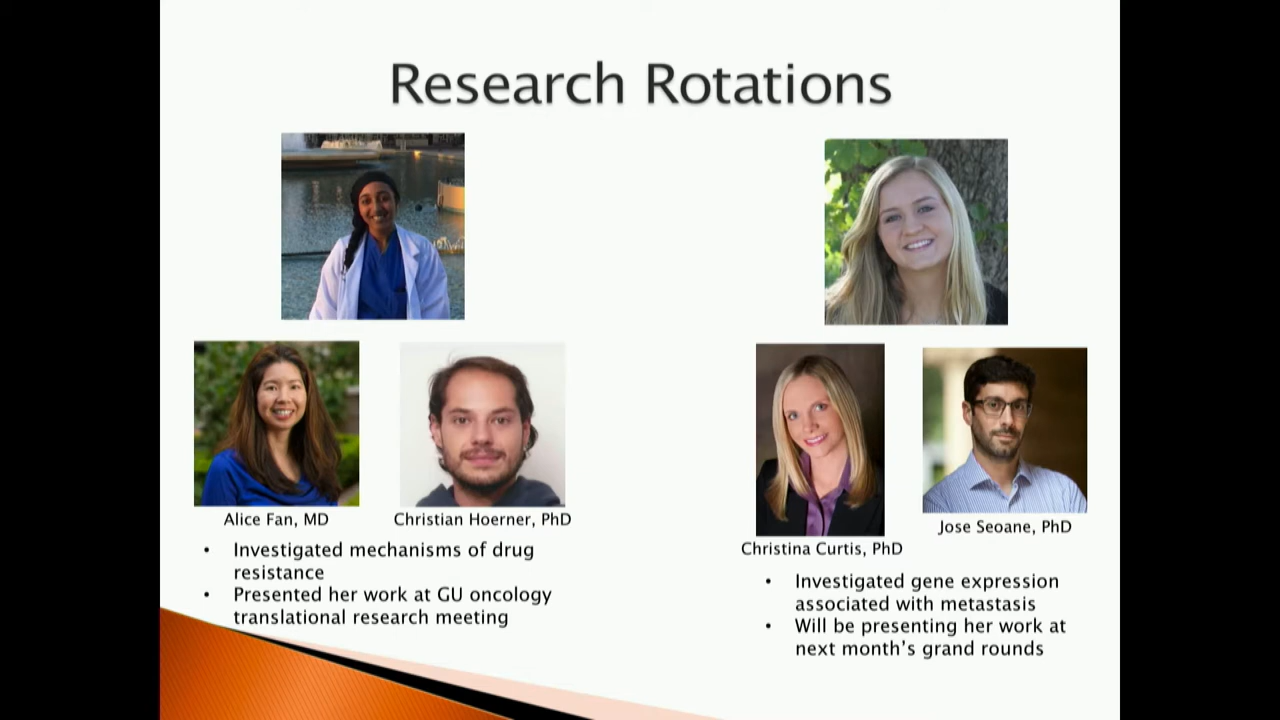 Research Rotations
Alice Fan, MD
Christian Hoerner, PhD
• Investigated mechanisms of drug
resistance
• Presented her work at GU oncology
translational research meeting
Christina Curtis, PhD
Jose Seoane, PhD
• Investigated gene expression
associated with metastasis
• Will be presenting her work at
next month’s grand rounds